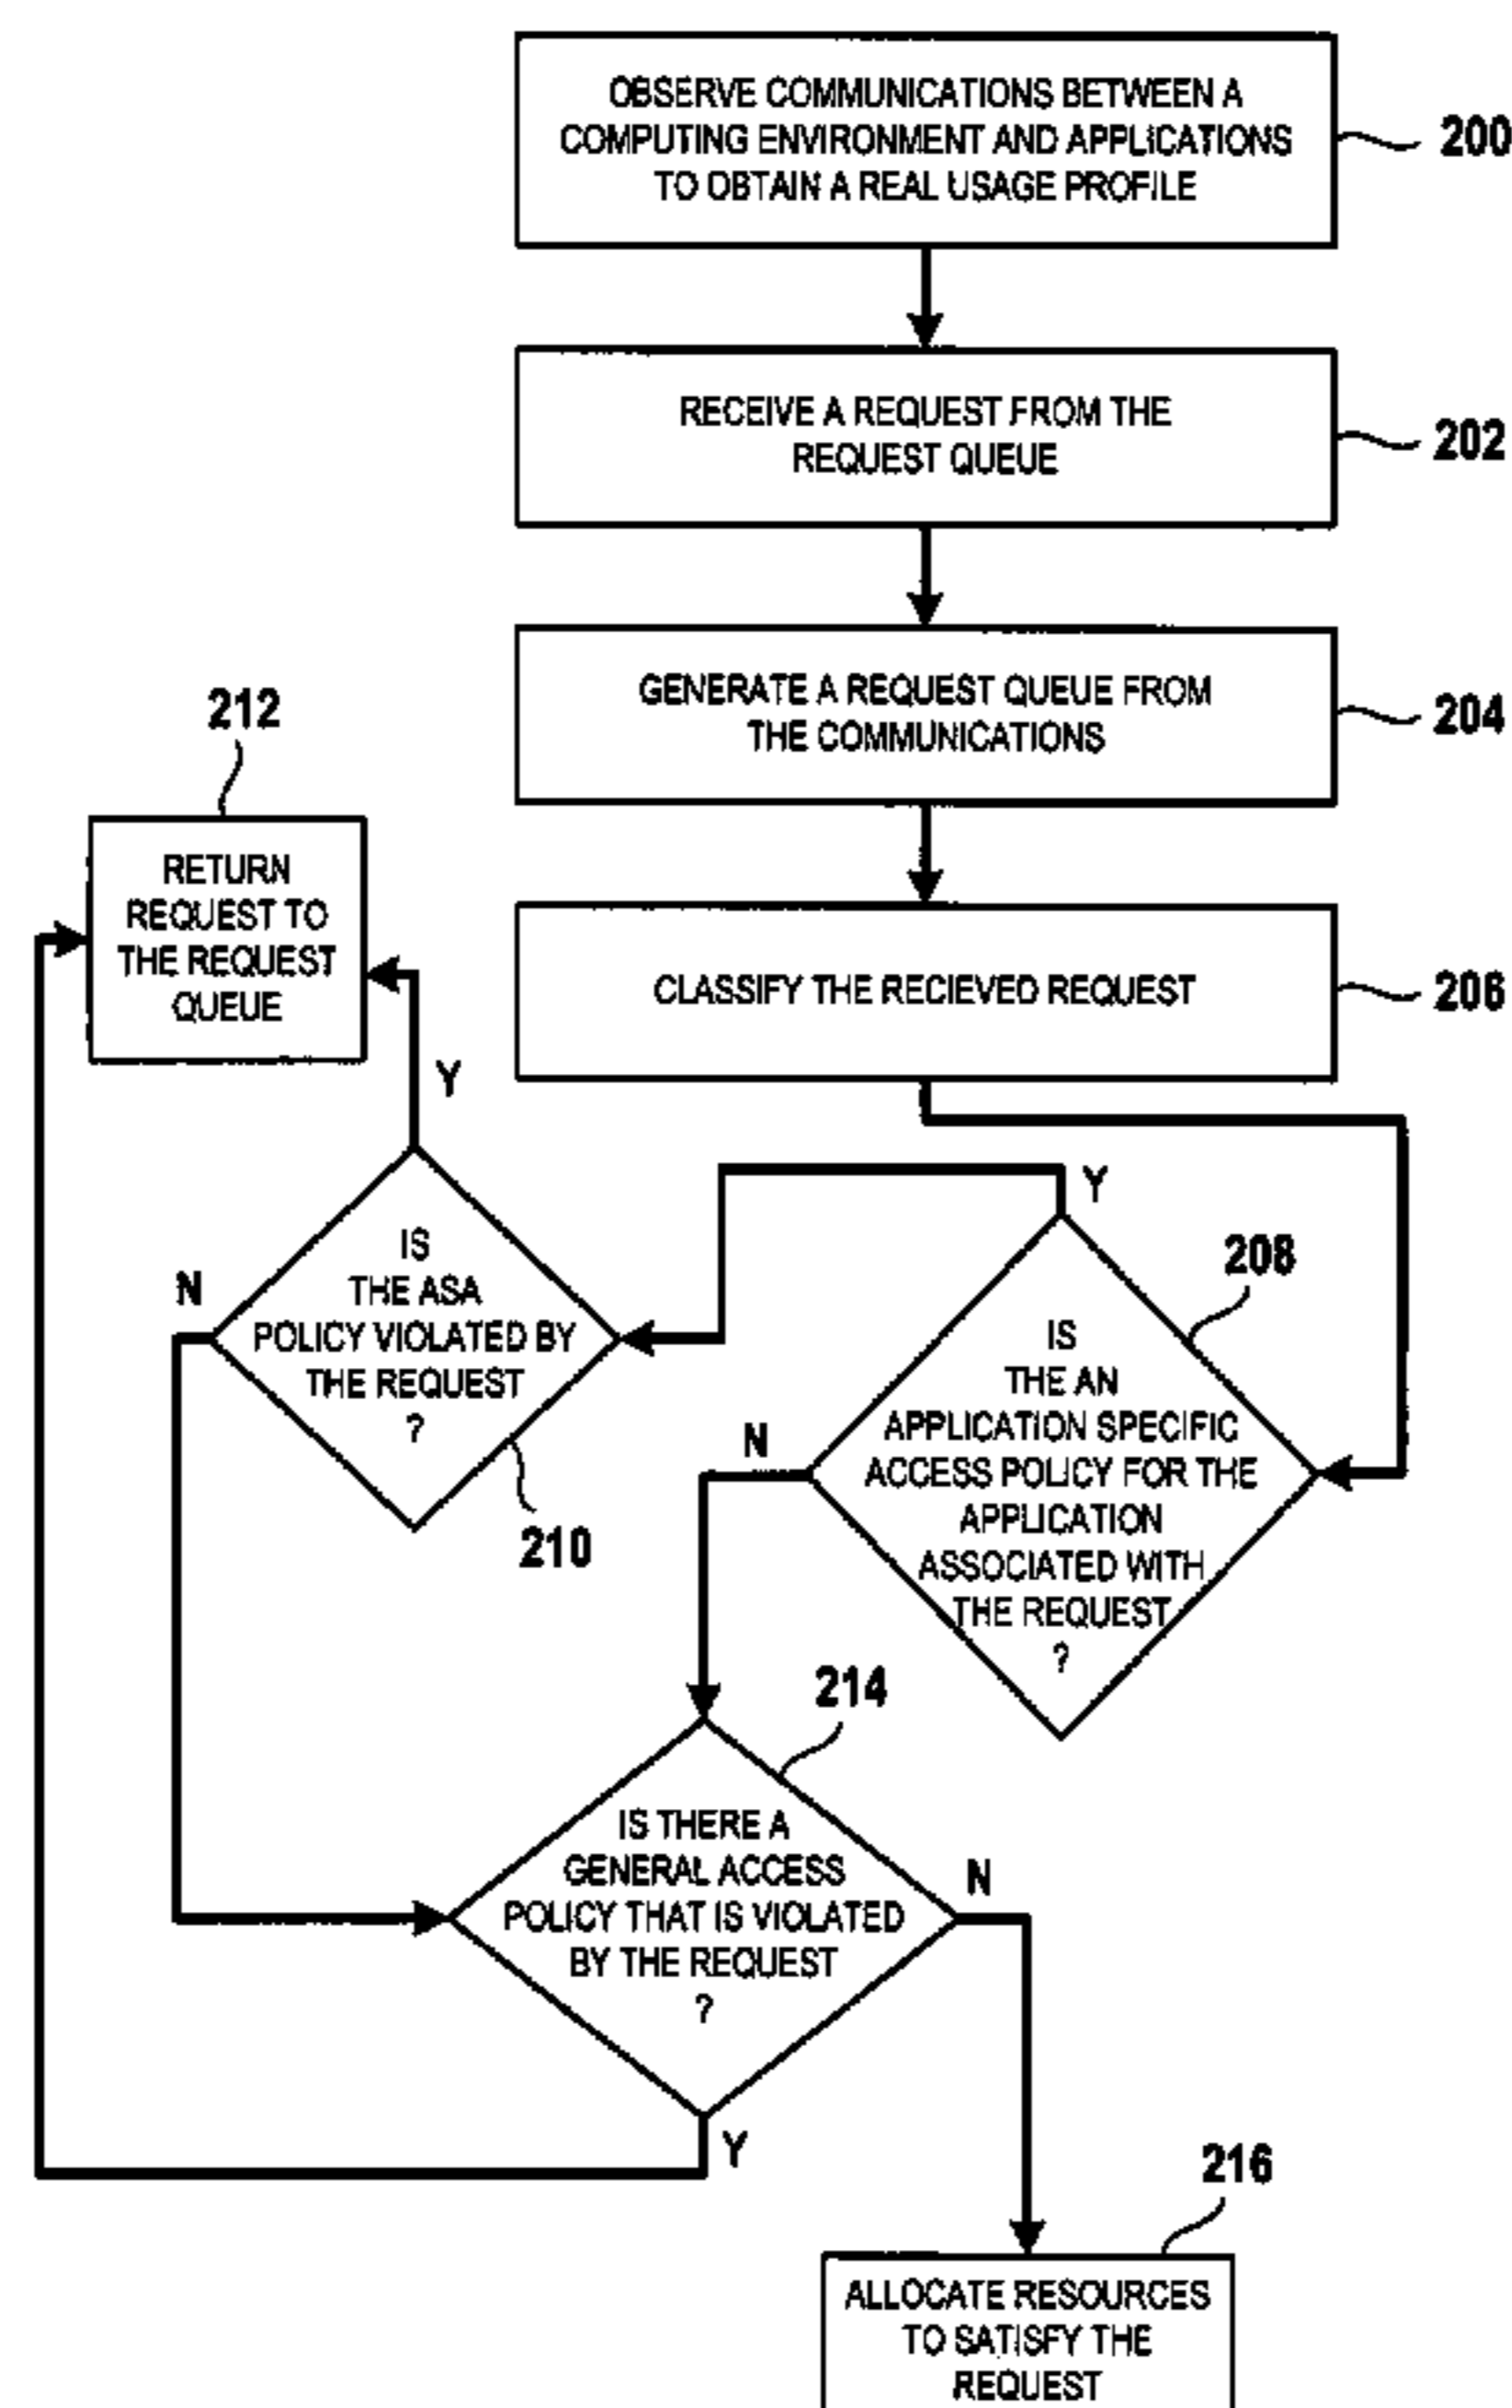 OBSERVE COMMUNICATIONS BETWEEN A
COMPUTING ENVIRONMENT AND APPLICATIONS
TO OBTAIN A REAL USAGE PROFILE
200
RECEIVE A REQUEST FROM THE
REQUEST QUEUE
202
GENERATE A REQUEST QUEUE FROM
THE COMMUNICATIONS
204
212
RETURN
REQUEST TO
THE REQUEST
QUEUE
CLASSIFY THE RECIEVED REQUEST
206
Y
Y
IS
THE ASA
POLICY VIOLATED BY
THE REQUEST
?
N
210
208
IS
THE AN
APPLICATION SPECIFIC
ACCESS POLICY FOR THE
APPLICATION
ASSOCIATED WITH
THE REQUEST
?
N
214
IS THERE A
GENERAL ACCESS
POLICY THAT IS VIOLATED
BY THE REQUEST
?
N
Y
216
ALLOCATE RESOURCES
TO SATISFY THE
REQUEST